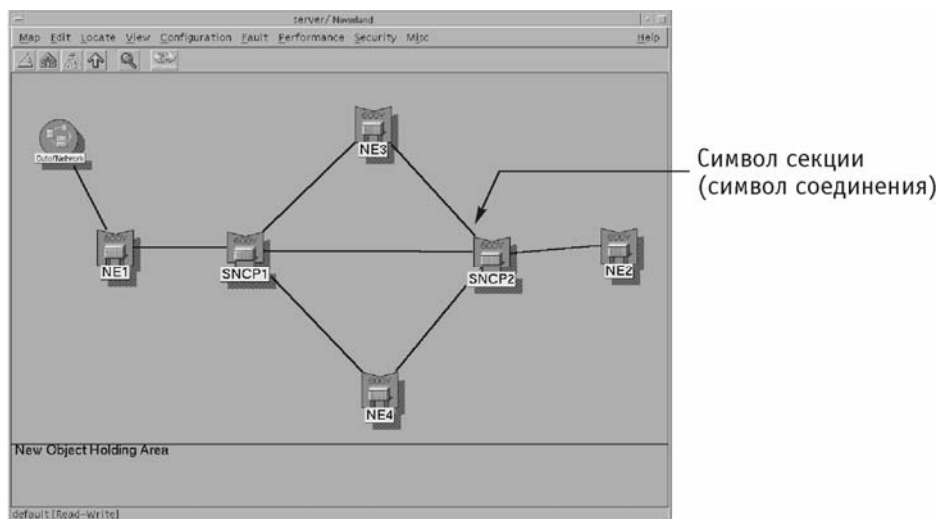 server/ Novoland
Map Edit Locate View Configuration Fault Performance Security Misc Help
OutofNetwork
NE3
Символ секции
(символ соединения)
NE1
SNCP1
SNCP2
NE2
NE4
New Object Holding Area
default [Read-Write]